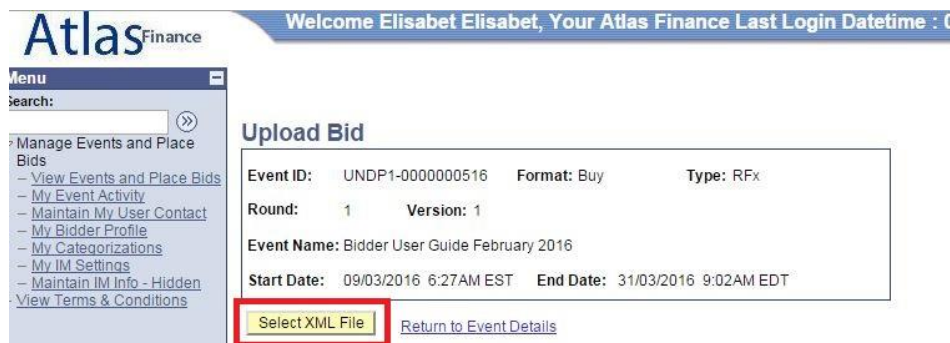 Atlas Finance
Welcome Elisabet Elisabet, Your Atlas Finance Last Login Datetime :
Menu
Search:
Manage Events and Place
Bids
– View Events and Place Bids
– My Event Activity
– Maintain My User Contact
– My Bidder Profile
– My Categorizations
– My IM Settings
– Maintain IM Info - Hidden
- View Terms & Conditions
Upload Bid
Event ID: UNDP1-0000000516 Format: Buy Type: RFx
Round: 1 Version: 1
Event Name: Bidder User Guide February 2016
Start Date: 09/03/2016 6:27AM EST End Date: 31/03/2016 9:02AM EDT
Select XML File Return to Event Details